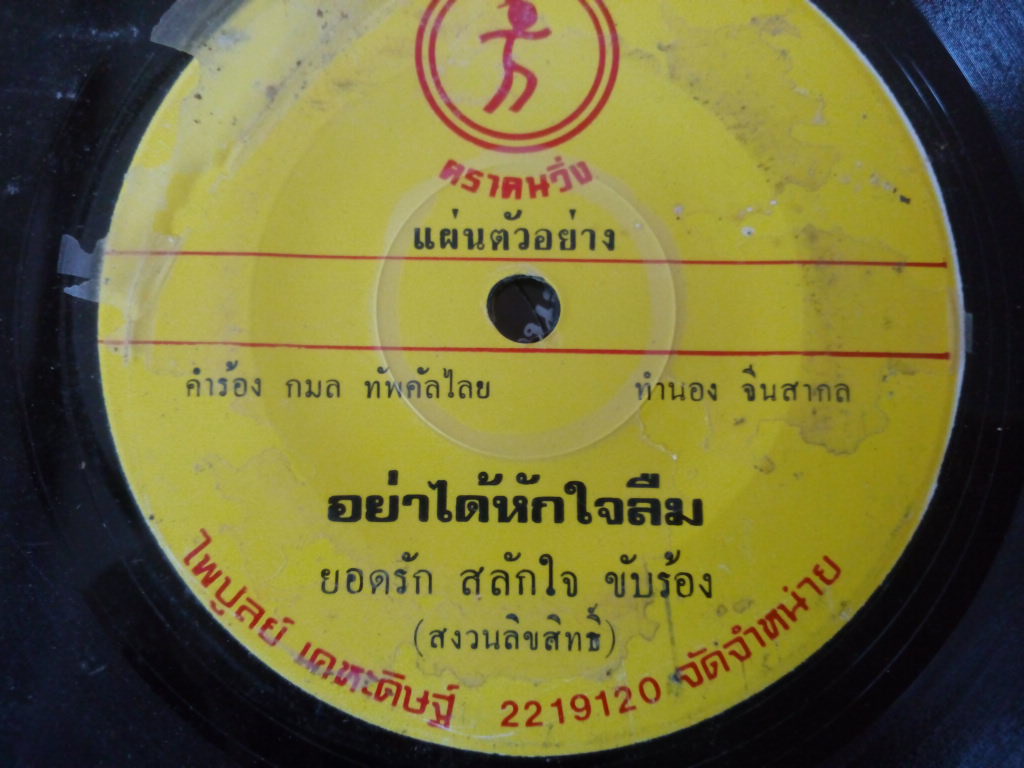 ตราคนวิ่ง
แผ่นตัวอย่าง
คำร้อง กมล ทัพคัลไลย
ทำนอง จีนสากล
อย่าได้หักใจลืม
ยอดรัก สลักใจ ขับร้อง
(สงวนลิขสิทธิ์)
ไพบูลย์ เคหะดิษฐ์ 2219120 จัดจำหน่าย